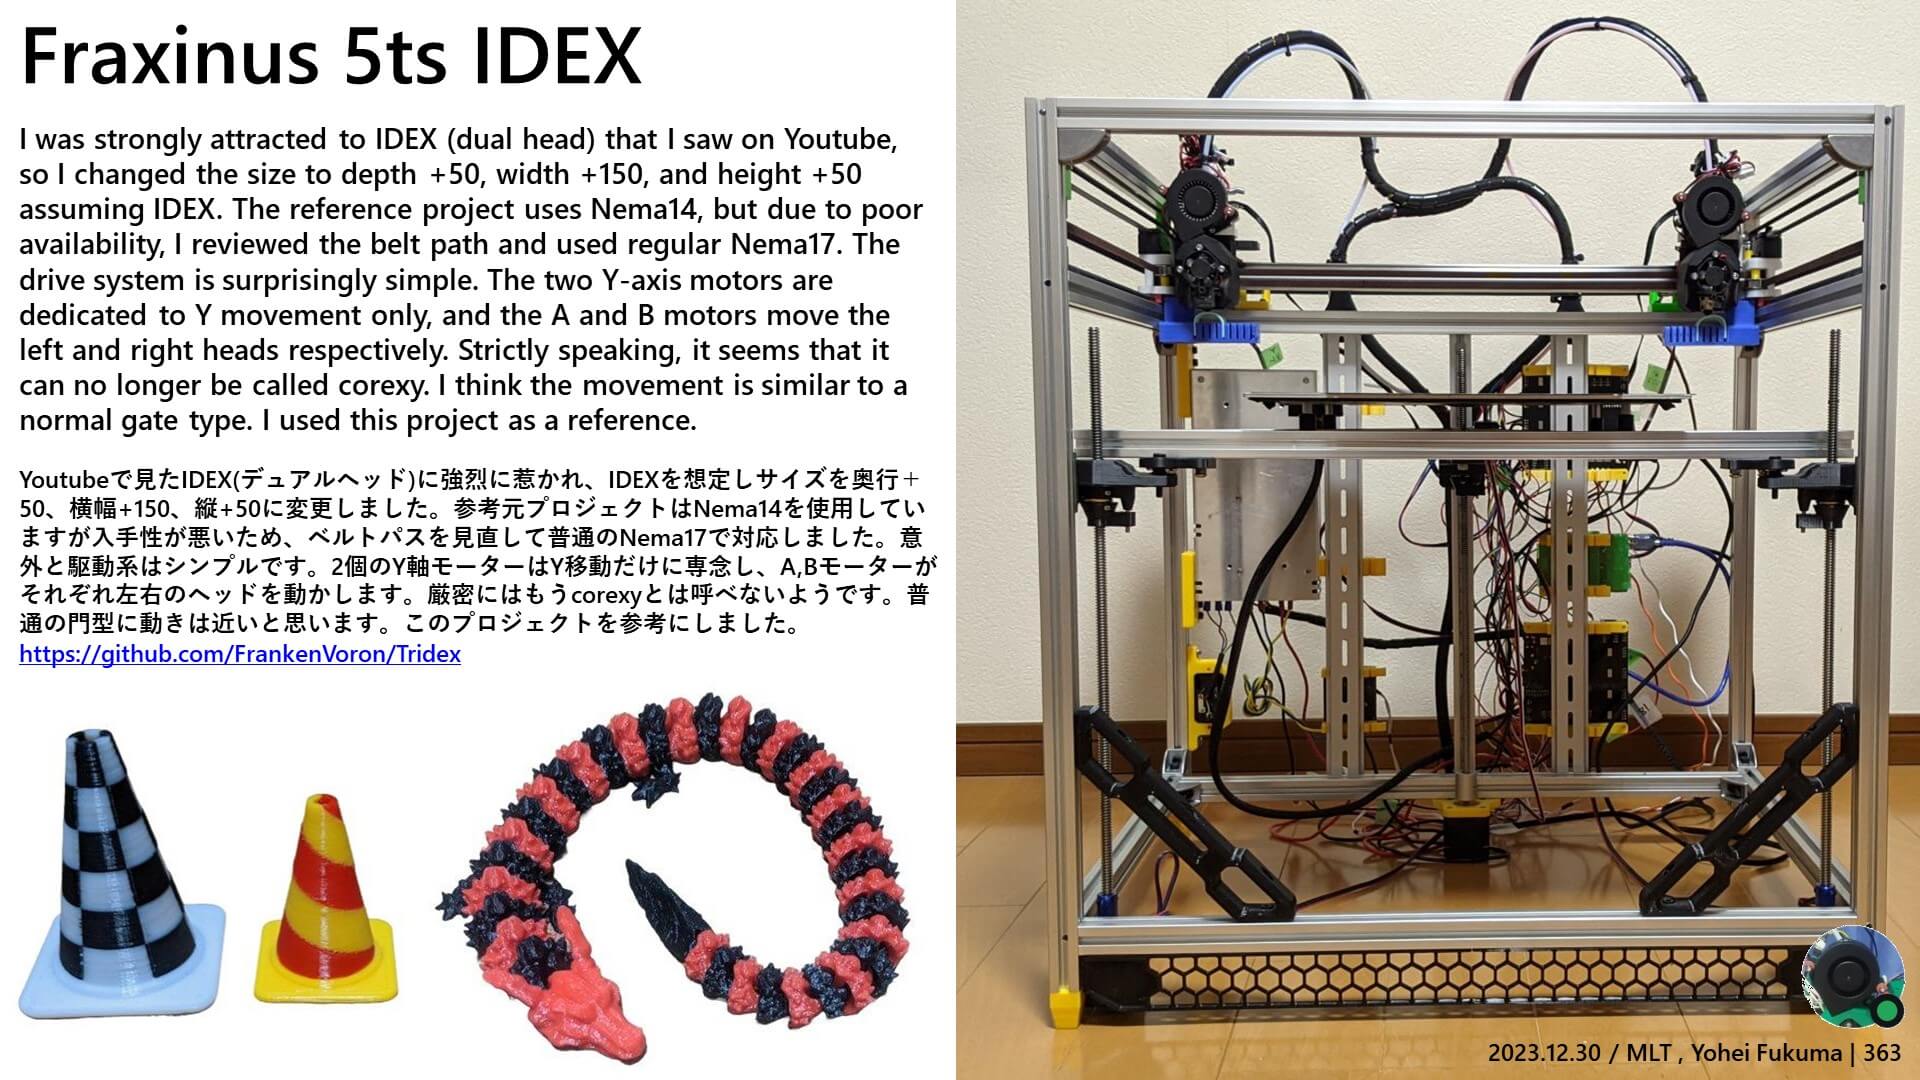 Fraxinus 5ts IDEX
I was strongly attracted to IDEX (dual head) that I saw on Youtube,
so I changed the size to depth +50, width +150, and height +50
assuming IDEX. The reference project uses Nema14, but due to poor
availability, I reviewed the belt path and used regular Nema17. The
drive system is surprisingly simple. The two Y-axis motors are
dedicated to Y movement only, and the A and B motors move the
left and right heads respectively. Strictly speaking, it seems that it
can no longer be called corexy. I think the movement is similar to a
normal gate type. I used this project as a reference.
Youtubeで見たIDEX(デュアルヘッド)に強烈に惹かれ、IDEXを想定しサイズを奥行＋
50、横幅+150、縦+50に変更しました。参考元プロジェクトはNema14を使用してい
ますが入手性が悪いため、ベルトパスを見直して普通のNema17で対応しました。意
外と駆動系はシンプルです。2個のY軸モーターはY移動だけに専念し、A,Bモーターが
それぞれ左右のヘッドを動かします。厳密にはもうcorexyとは呼べないようです。普
通の門型に動きは近いと思います。このプロジェクトを参考にしました。
https://github.com/FrankenVoron/Tridex
2023.12.30 / MLT , Yohei Fukuma | 363